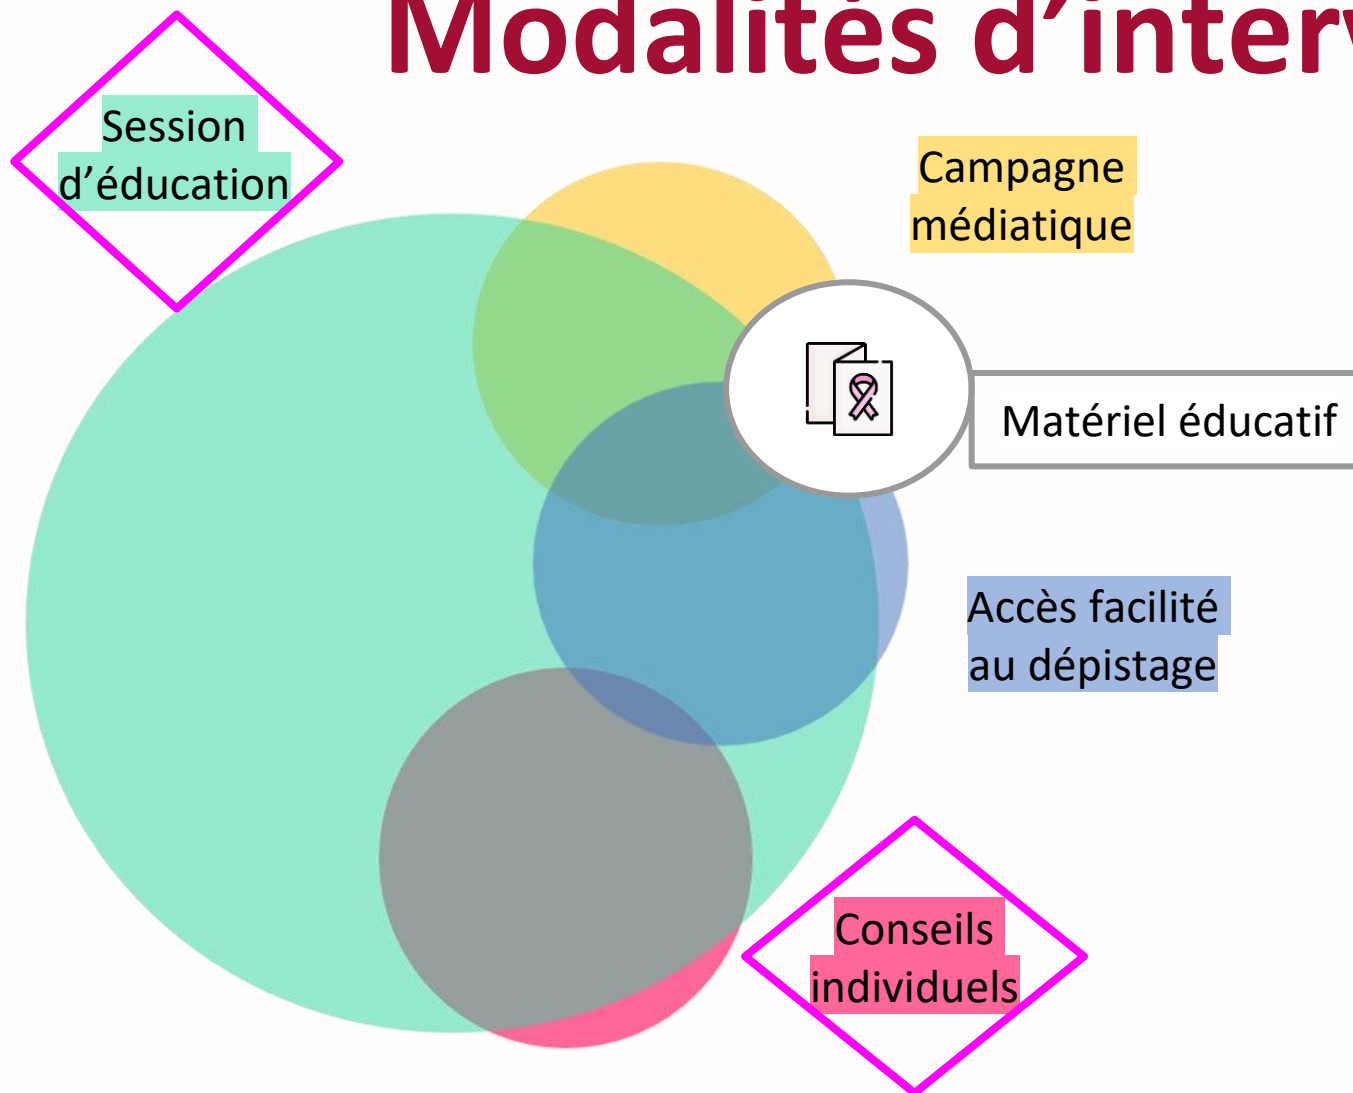 Modalités d’interv
Session
d’éducation
Campagne
médiatique
Matériel éducatif
Accès facilité
au dépistage
Conseils
individuels